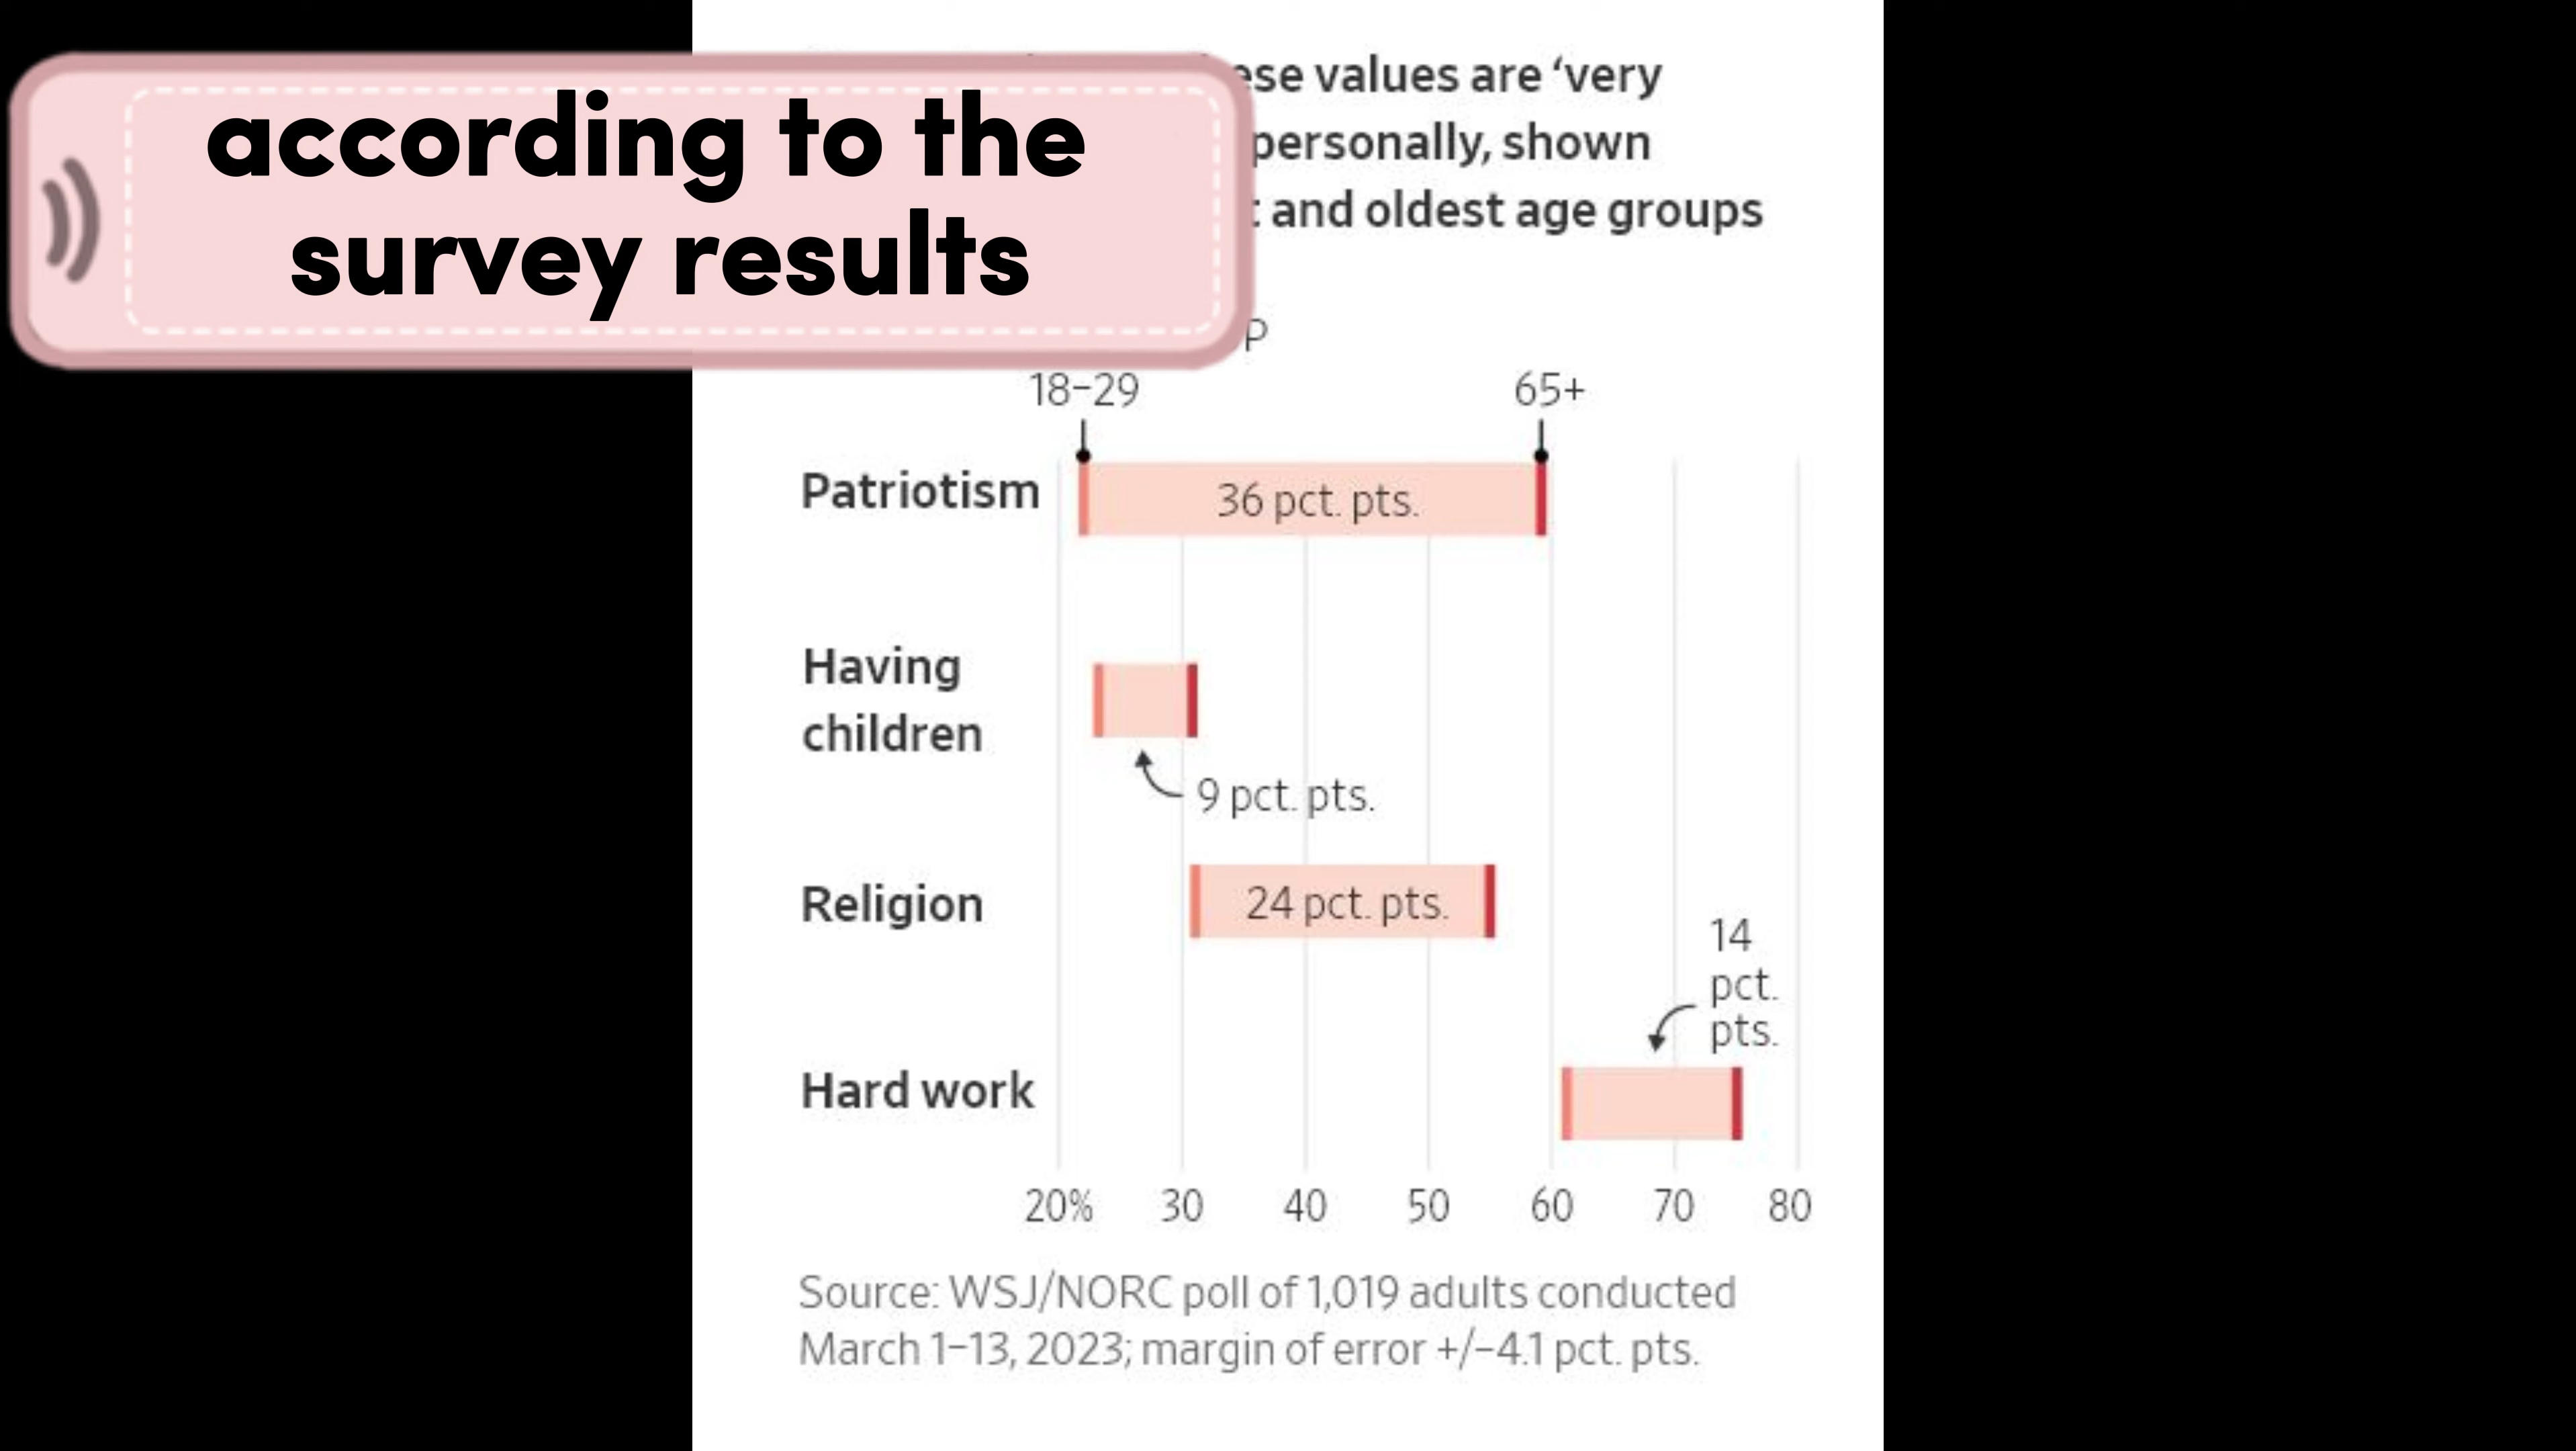 according to the
survey results
ese values are ‘very
personally, shown
and oldest age groups
P
18–29
65+
Patriotism
36 pct. pts.
Having
children
9 pct. pts.
Religion
24 pct. pts.
14
pct.
pts.
Hard work
20%
30
40
50
60
70
80
Source: WSJ/NORC poll of 1,019 adults conducted
March 1–13, 2023; margin of error +/–4.1 pct. pts.